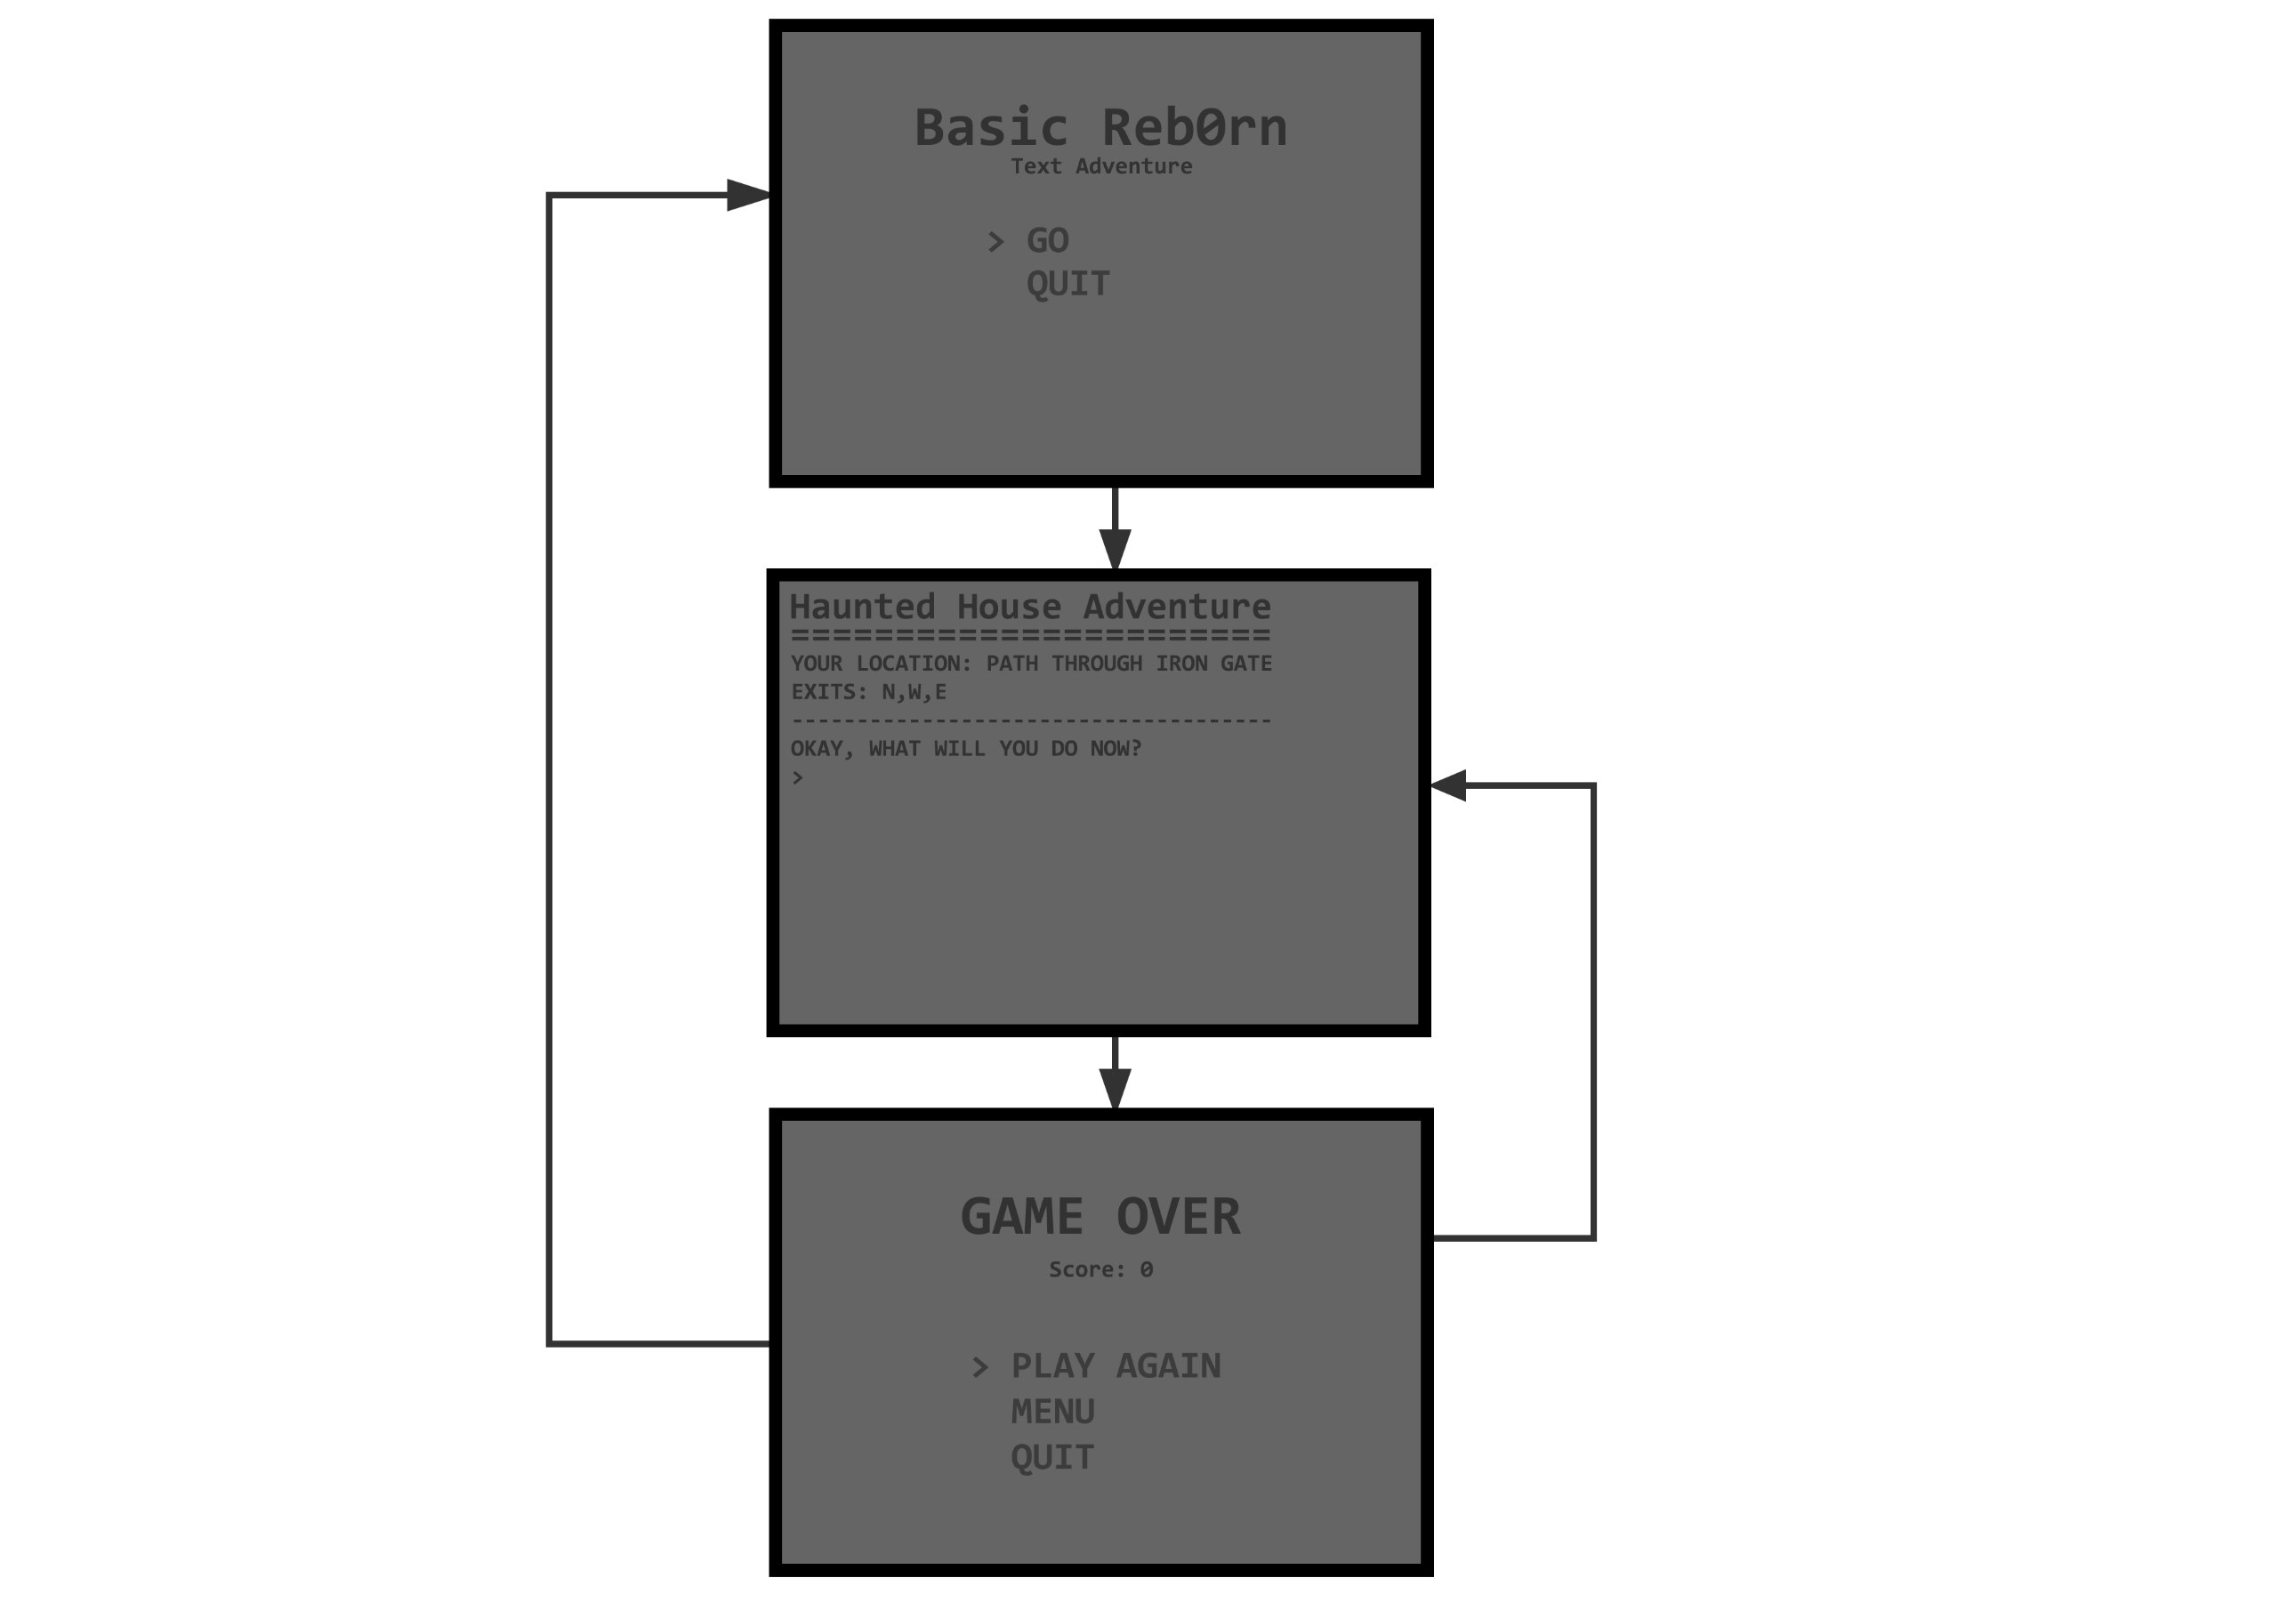 Basic Reb0rn
Text Adventure
> GO
QUIT
Haunted House Adventure
=======================
YOUR LOCATION: PATH THROUGH IRON GATE
EXITS: N,W,E
-------------------------------------
OKAY, WHAT WILL YOU DO NOW?
>
GAME OVER
Score: 0
> PLAY AGAIN
MENU
QUIT